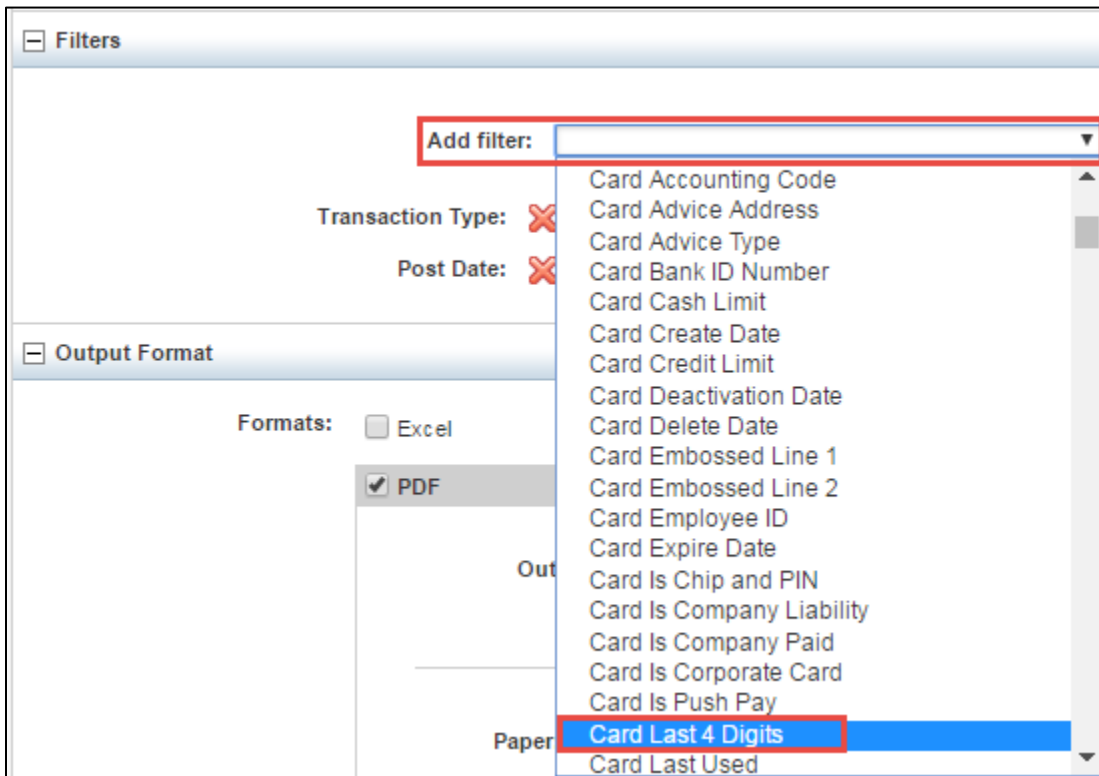 Filters
Add filter:
Card Accounting Code
Card Advice Address
Transaction Type:
Card Advice Type
Post Date:
Card Bank ID Number
Card Cash Limit
Card Create Date
Output Format
Card Credit Limit
Card Deactivation Date
Formats:
Excel
Card Delete Date
Card Embossed Line 1
PDF
Card Embossed Line 2
Card Employee ID
Card Expire Date
Out
Card Is Chip and PIN
Card Is Company Liability
Card Is Company Paid
Card Is Corporate Card
Card Is Push Pay
Paper
Card Last 4 Digits
Card Last Used